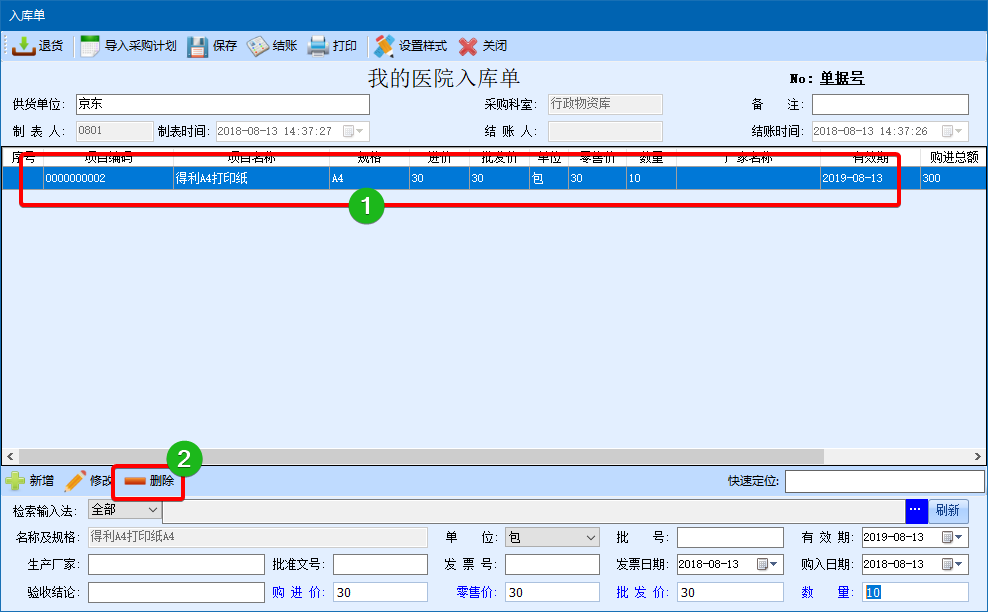 入库单
退货 导入采购计划 保存 结账 打印 设置样式 关闭
我的医院入库单 No: 单据号
供货单位: 京东 采购科室: 行政物资库 备 注:
制 表 人: 0801 制表时间: 2018-08-13 14:37:27 结 账 人: 结账时间: 2018-08-13 14:37:26
序号 项目编码 项目名称 规格 进价 批发价 单位 零售价 数量 厂家名称 有效期 购进总额
0000000002 得利A4打印纸 A4 30 30 包 30 10 2019-08-13 300
1
2
新增 修改 删除 快速定位:
检索输入法: 全部 ... 刷新
名称及规格: 得利A4打印纸A4 单 位: 包 批 号: 有 效 期: 2019-08-13
生产厂家: 批准文号: 发 票 号: 发票日期: 2018-08-13 购入日期: 2018-08-13
验收结论: 购 进 价: 30 零售价: 30 批 发 价: 30 数 量: 10